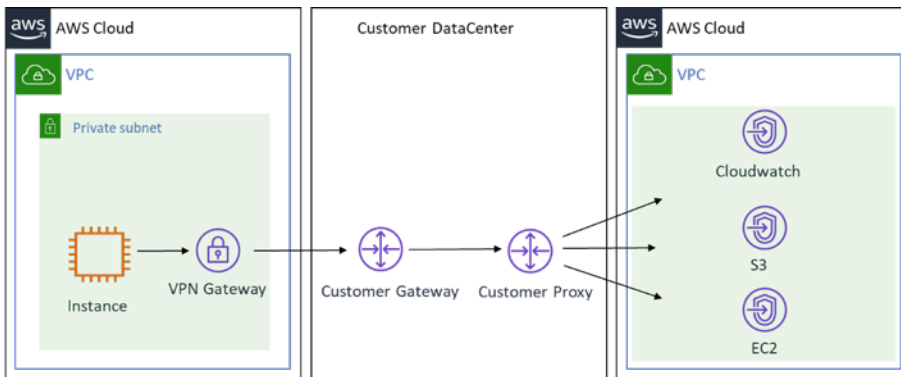 aws
AWS Cloud
VPC
Private subnet
Instance
VPN Gateway
Customer DataCenter
Customer Gateway
Customer Proxy
aws
AWS Cloud
VPC
Cloudwatch
S3
EC2